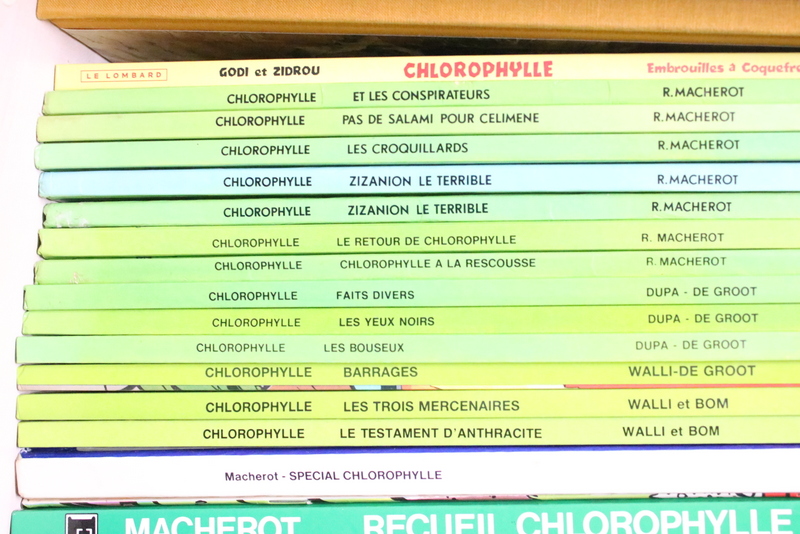 LE LOMBARD GODI et ZIDROU CHLOROPHYLLE Embrouilles à Coquefre
CHLOROPHYLLE ET LES CONSPIRATEURS R. MACHEROT
CHLOROPHYLLE PAS DE SALAMI POUR CELIMENE R. MACHEROT
CHLOROPHYLLE LES CROQUILLARDS R. MACHEROT
CHLOROPHYLLE ZIZANION LE TERRIBLE R. MACHEROT
CHLOROPHYLLE ZIZANION LE TERRIBLE R. MACHEROT
CHLOROPHYLLE LE RETOUR DE CHLOROPHYLLE R. MACHEROT
CHLOROPHYLLE CHLOROPHYLLE A LA RESCOUSSE R. MACHEROT
CHLOROPHYLLE FAITS DIVERS DUPA - DE GROOT
CHLOROPHYLLE LES YEUX NOIRS DUPA - DE GROOT
CHLOROPHYLLE LES BOUSEUX DUPA - DE GROOT
CHLOROPHYLLE BARRAGES WALLI-DE GROOT
CHLOROPHYLLE LES TROIS MERCENAIRES WALLI et BOM
CHLOROPHYLLE LE TESTAMENT D'ANTHRACITE WALLI et BOM
Macherot - SPECIAL CHLOROPHYLLE
MACHEROT RECUEIL CHLOROPHYLLE